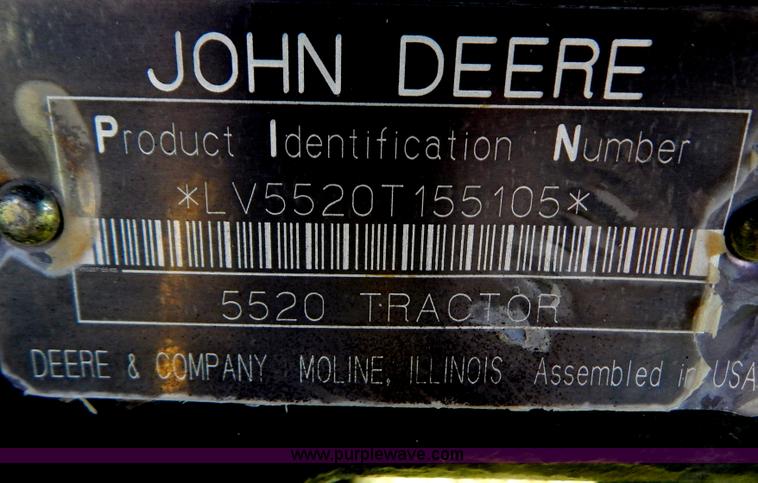 JOHN DEERE
Product Identification Number
*LV5520T155105*
5520 TRACTOR
DEERE & COMPANY MOLINE, ILLINOIS Assembled in USA
www.purplewave.com